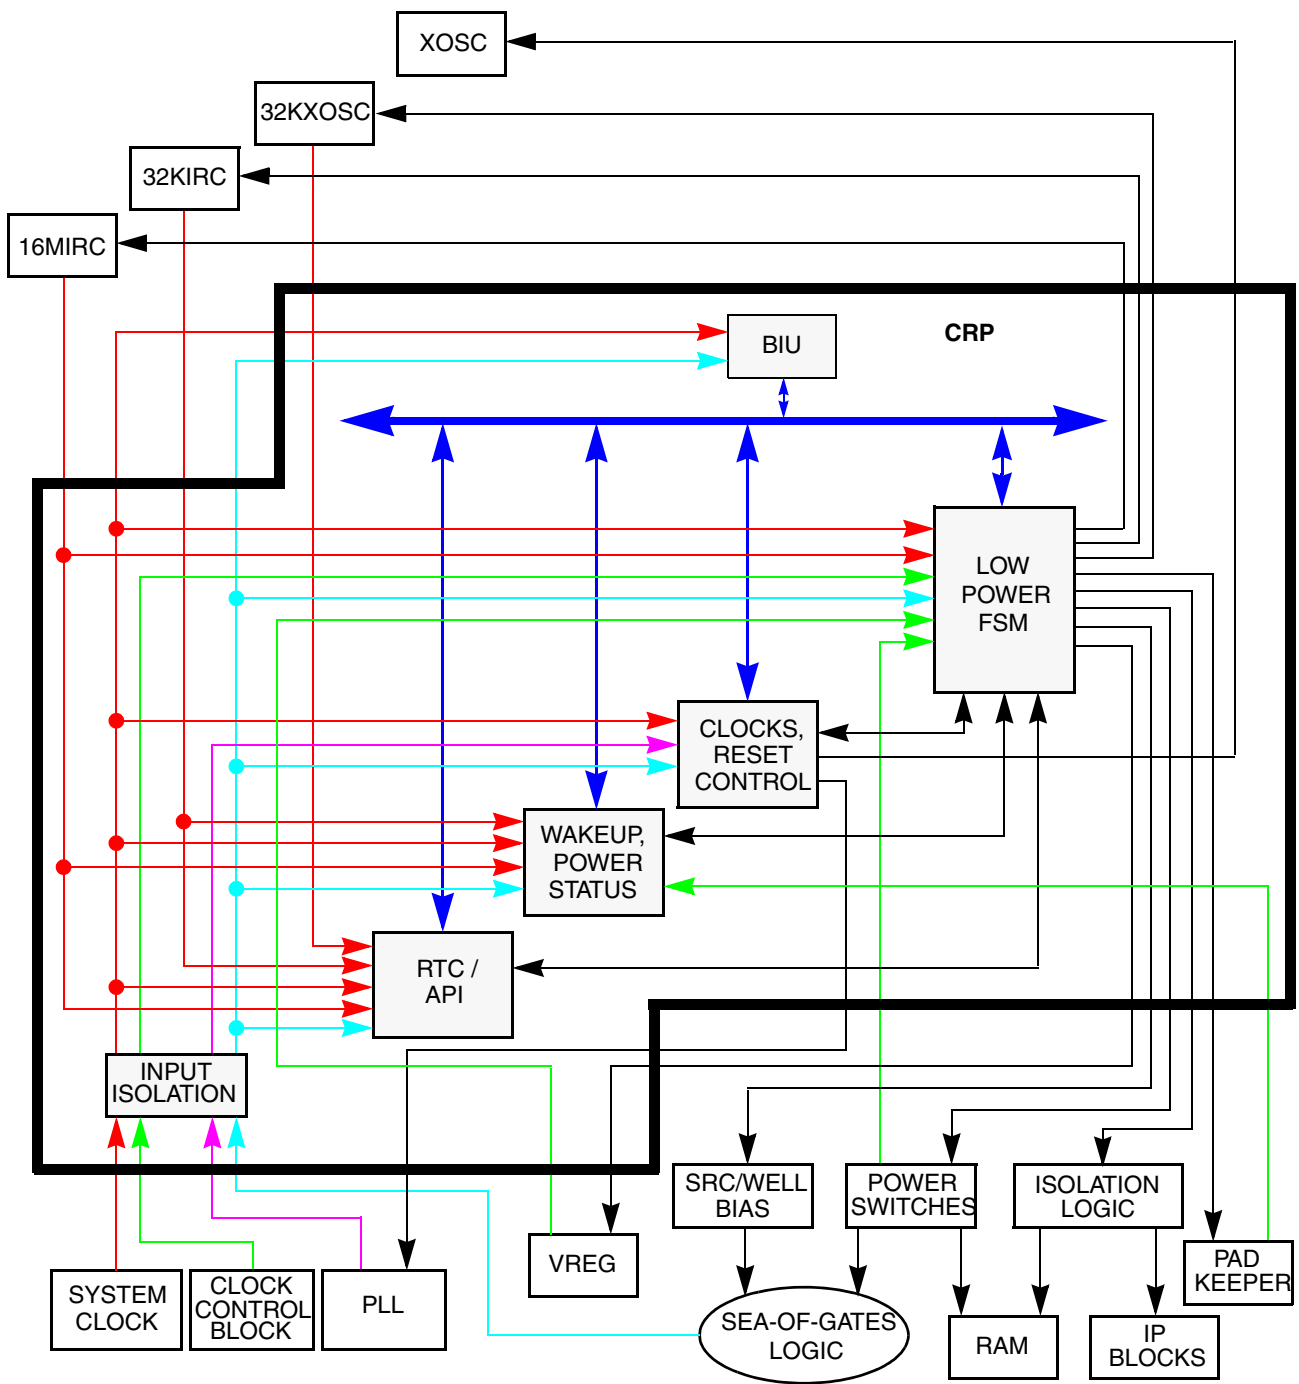 XOSC
32KXOSC
32KIRC
16MIRC
BIU
CRP
LOW
POWER
FSM
CLOCKS,
RESET
CONTROL
WAKEUP,
POWER
STATUS
RTC /
API
INPUT
ISOLATION
SRC/WELL
BIAS
POWER
SWITCHES
ISOLATION
LOGIC
VREG
PAD
KEEPER
SYSTEM
CLOCK
CLOCK
CONTROL
BLOCK
PLL
SEA-OF-GATES
LOGIC
RAM
IP
BLOCKS